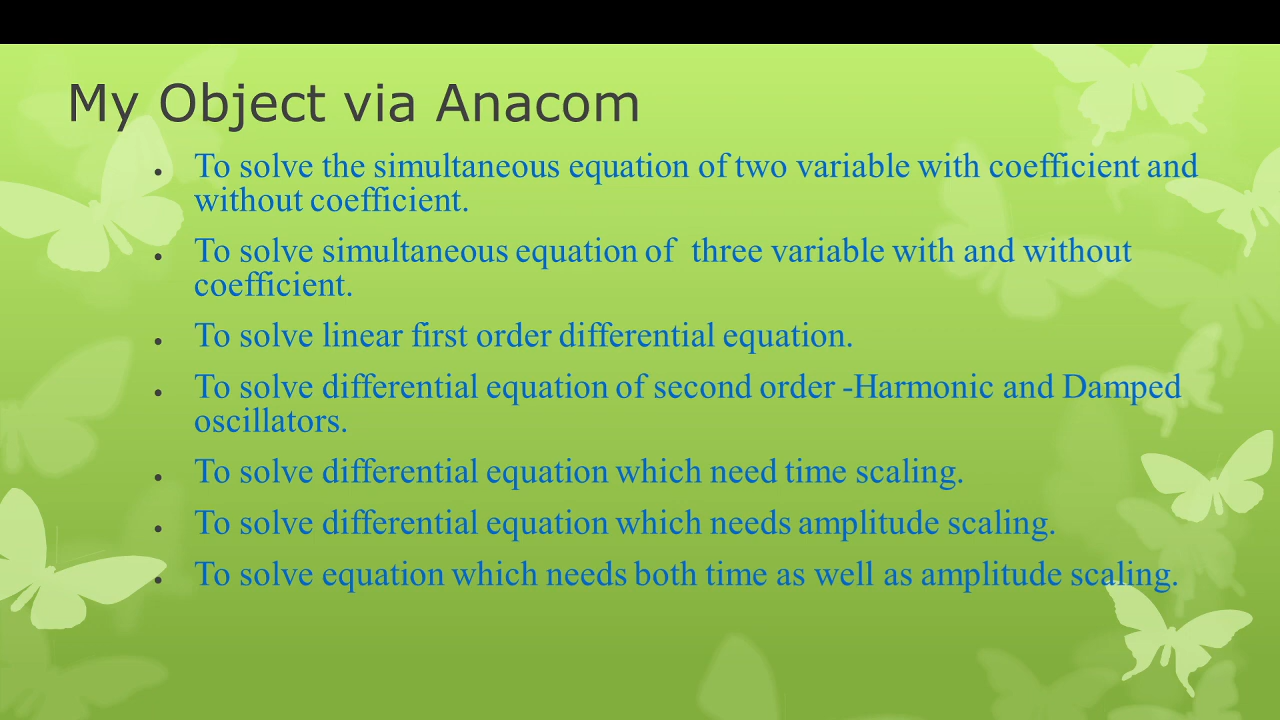 My Object via Anacom
• To solve the simultaneous equation of two variable with coefficient and
without coefficient.
• To solve simultaneous equation of  three variable with and without
coefficient.
• To solve linear first order differential equation.
• To solve differential equation of second order -Harmonic and Damped
oscillators.
• To solve differential equation which need time scaling.
• To solve differential equation which needs amplitude scaling.
• To solve equation which needs both time as well as amplitude scaling.